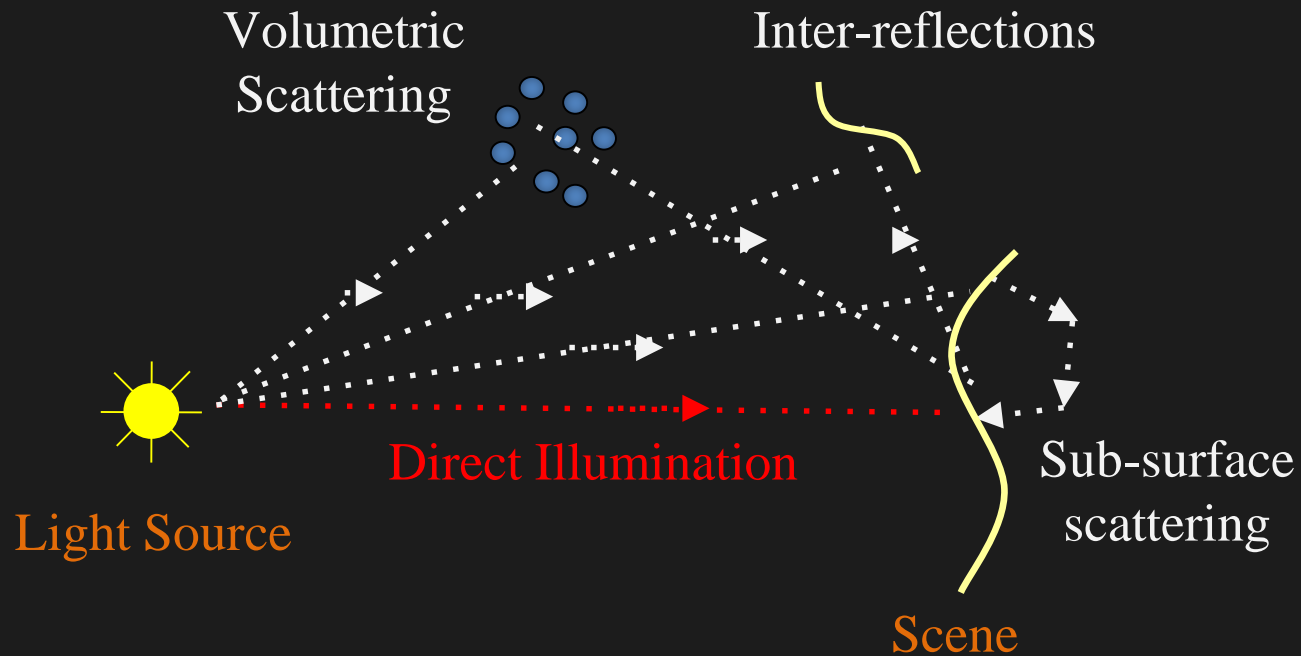 Volumetric
Scattering
Inter-reflections
Direct Illumination
Sub-surface
scattering
Light Source
Scene